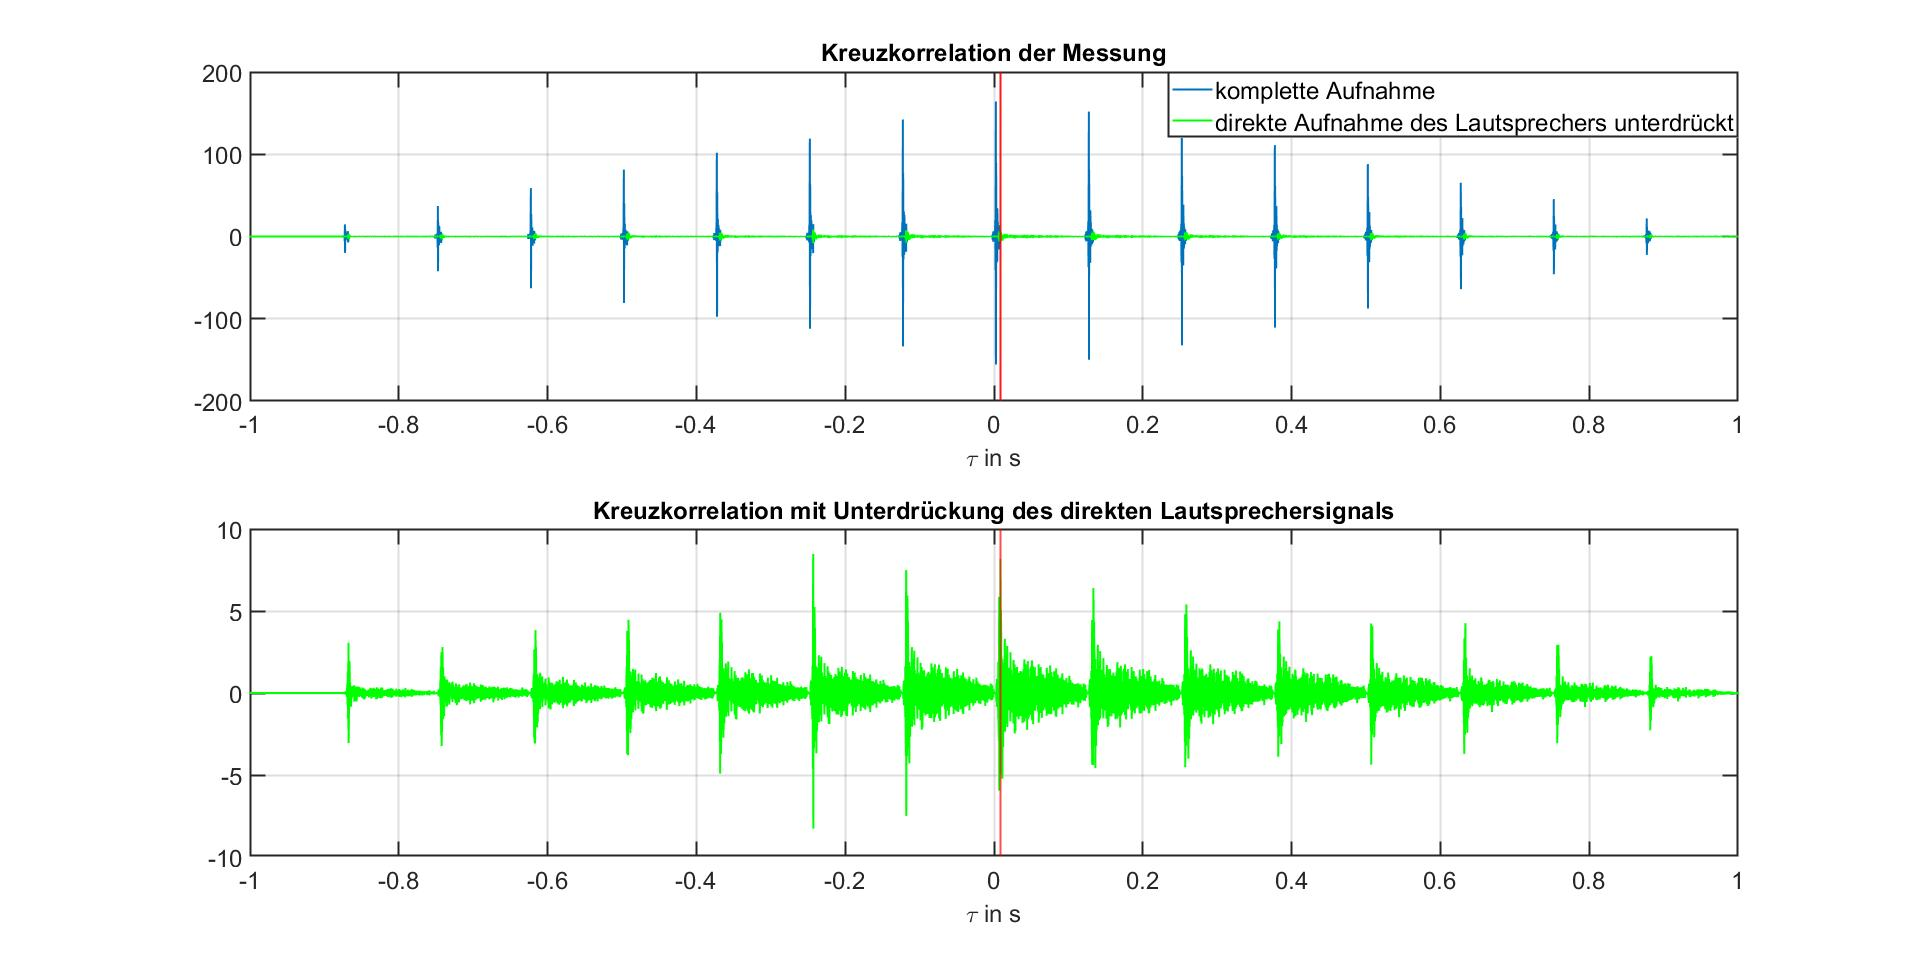 Kreuzkorrelation der Messung
200
100
0
-100
-200
komplette Aufnahme
direkte Aufnahme des Lautsprechers unterdrückt
-1 -0.8 -0.6 -0.4 -0.2 0 0.2 0.4 0.6 0.8 1
τ in s
Kreuzkorrelation mit Unterdrückung des direkten Lautsprechersignals
10
5
0
-5
-10
-1 -0.8 -0.6 -0.4 -0.2 0 0.2 0.4 0.6 0.8 1
τ in s